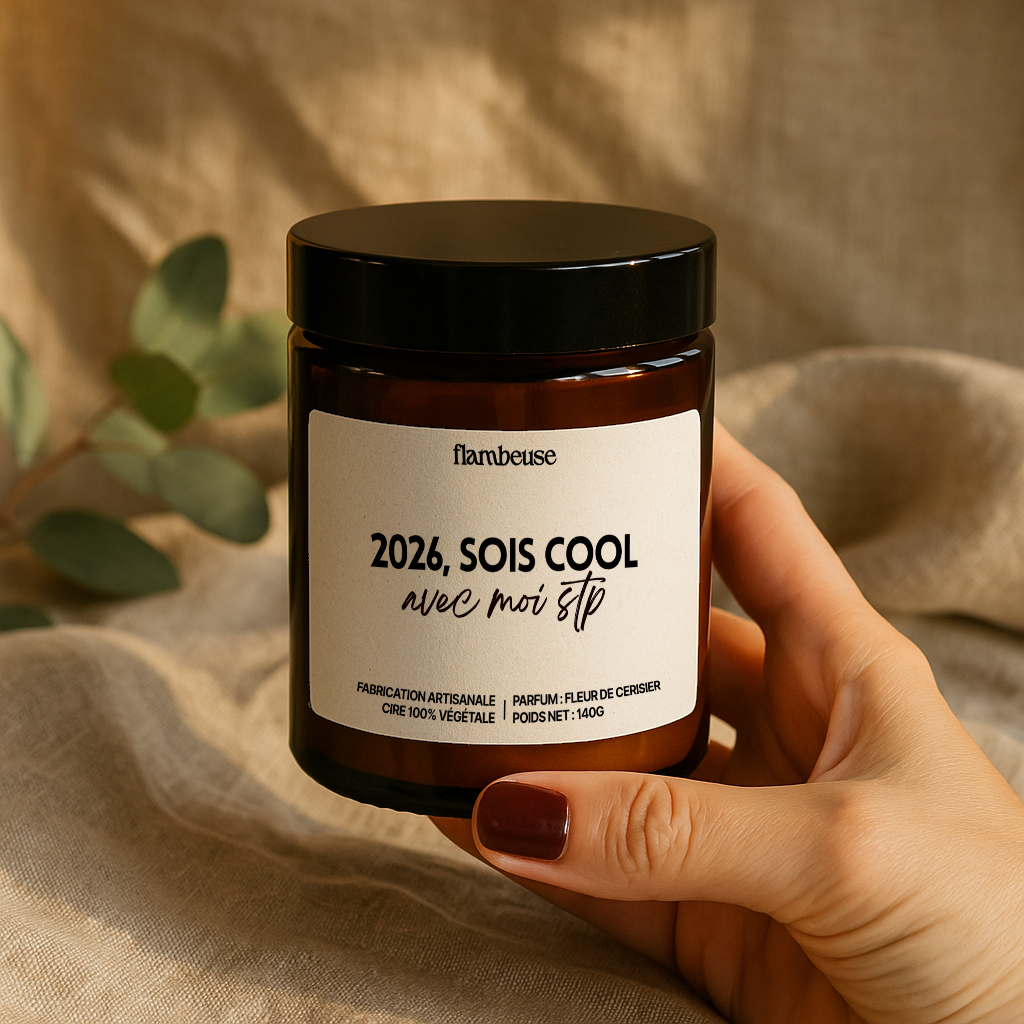 flambeuse
2026, SOIS COOL
avec moi stp
FABRICATION ARTISANALE | PARFUM : FLEUR DE CERISIER
CIRE 100% VÉGÉTALE | POIDS NET : 140G